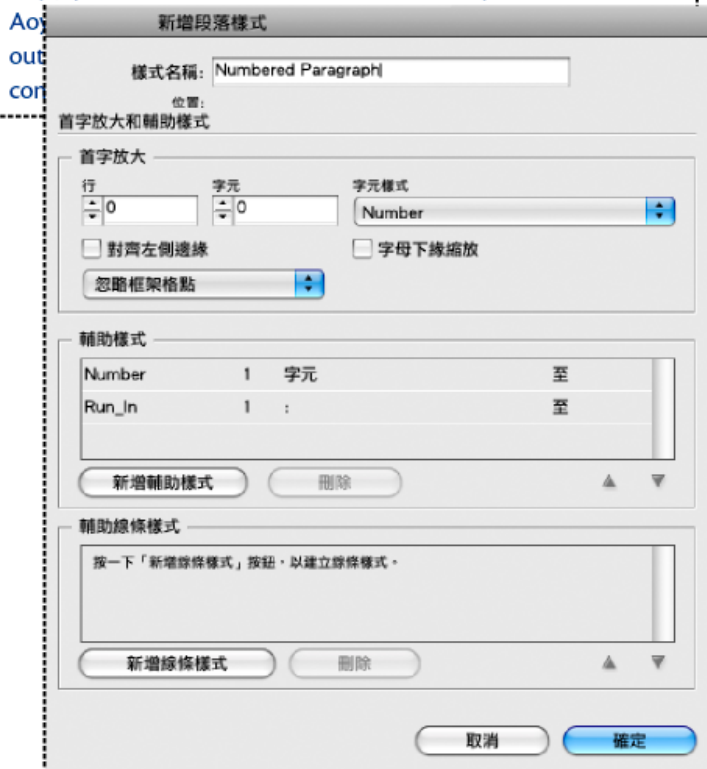 Aoy
out
con
新增段落樣式
樣式名稱: Numbered Paragraph
位置:
首字放大和輔助樣式
首字放大
行 字元 字元樣式
0 0 Number
對齊左側邊緣 字母下緣縮放
忽略框架格點
輔助樣式
Number 1 字元 至
Run_In 1 : 至
新增輔助樣式 刪除
輔助線條樣式
按一下「新增線條樣式」按鈕，以建立線條樣式。
新增線條樣式 刪除
取消 確定